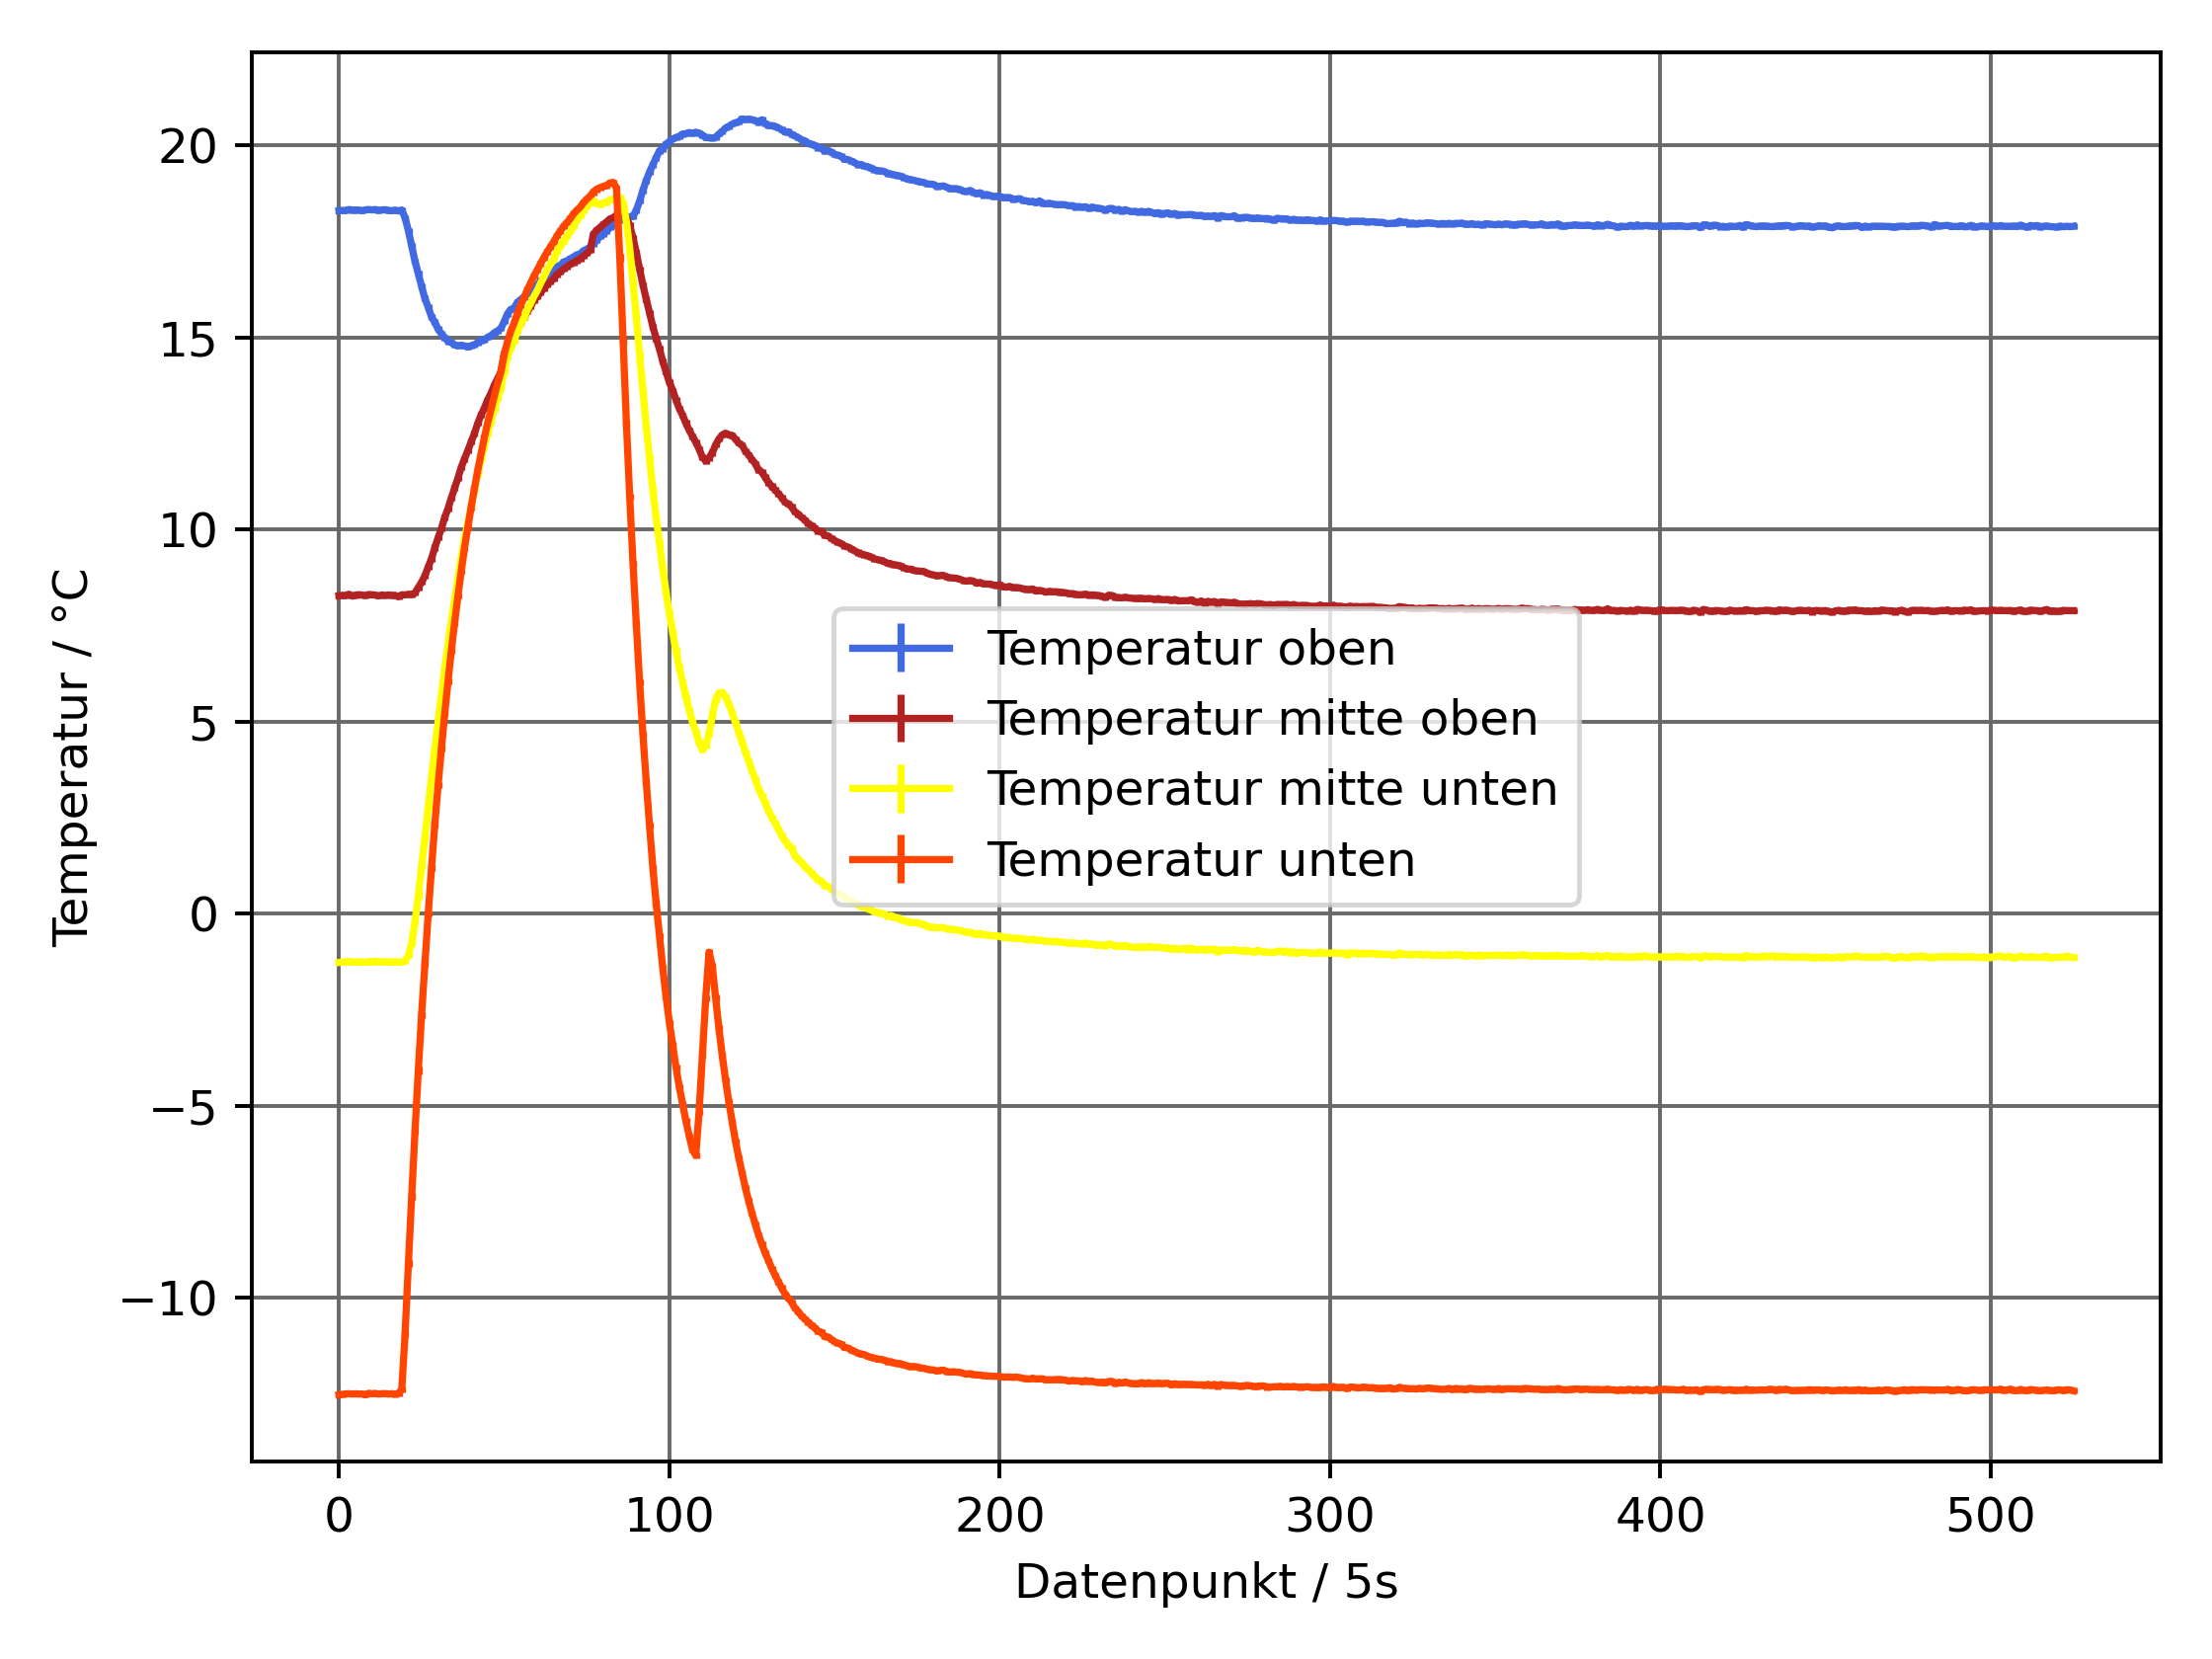 Temperatur / °C
20
15
10
5
0
−5
−10
Temperatur oben
Temperatur mitte oben
Temperatur mitte unten
Temperatur unten
0 100 200 300 400 500
Datenpunkt / 5s